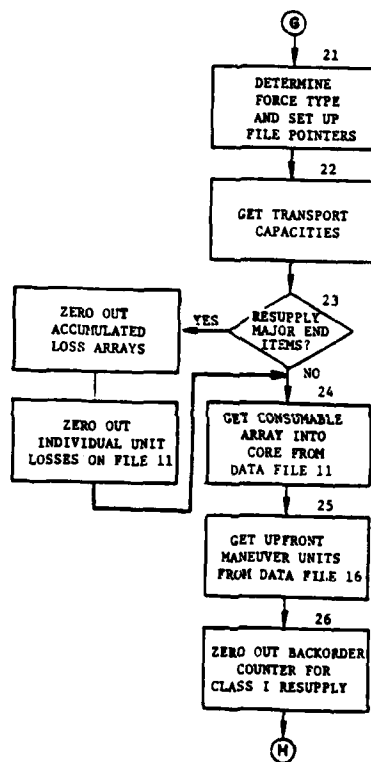 G
21
DETERMINE
FORCE TYPE
AND SET UP
FILE POINTERS
22
GET TRANSPORT
CAPACITIES
23
RESUPPLY
MAJOR END
ITEMS?
YES
NO
ZERO OUT
ACCUMULATED
LOSS ARRAYS
ZERO OUT
INDIVIDUAL UNIT
LOSSES ON FILE 11
24
GET CONSUMABLE
ARRAY INTO
CORE FROM
DATA FILE 11
25
GET UPFRONT
MANEUVER UNITS
FROM DATA FILE 16
26
ZERO OUT BACKORDER
COUNTER FOR
CLASS I RESUPPLY
H